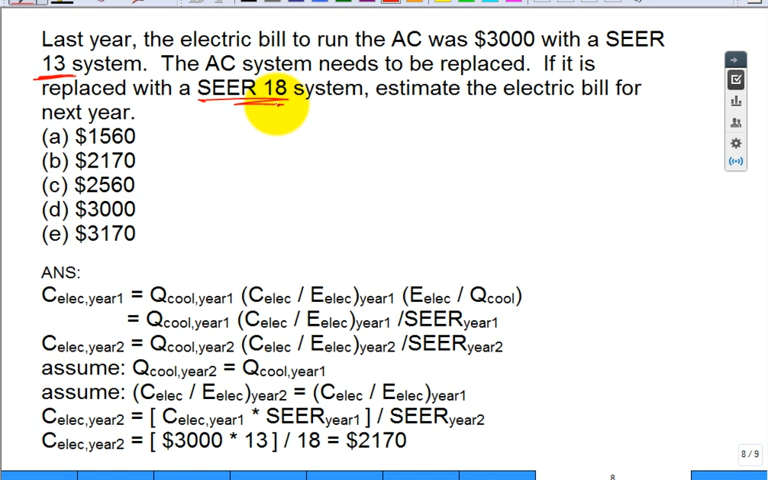 Last year, the electric bill to run the AC was $3000 with a SEER
13 system. The AC system needs to be replaced. If it is
replaced with a SEER 18 system, estimate the electric bill for
next year.
(a) $1560
(b) $2170
(c) $2560
(d) $3000
(e) $3170
ANS:
Celec,year1 = Qcool,year1 (Celec / Eelec)year1 (Eelec / Qcool)
= Qcool,year1 (Celec / Eelec)year1 /SEERyear1
Celec,year2 = Qcool,year2 (Celec / Eelec)year2 /SEERyear2
assume: Qcool,year2 = Qcool,year1
assume: (Celec / Eelec)year2 = (Celec / Eelec)year1
Celec,year2 = [ Celec,year1 * SEERyear1 ] / SEERyear2
Celec,year2 = [ $3000 * 13 ] / 18 = $2170
8 / 9
8